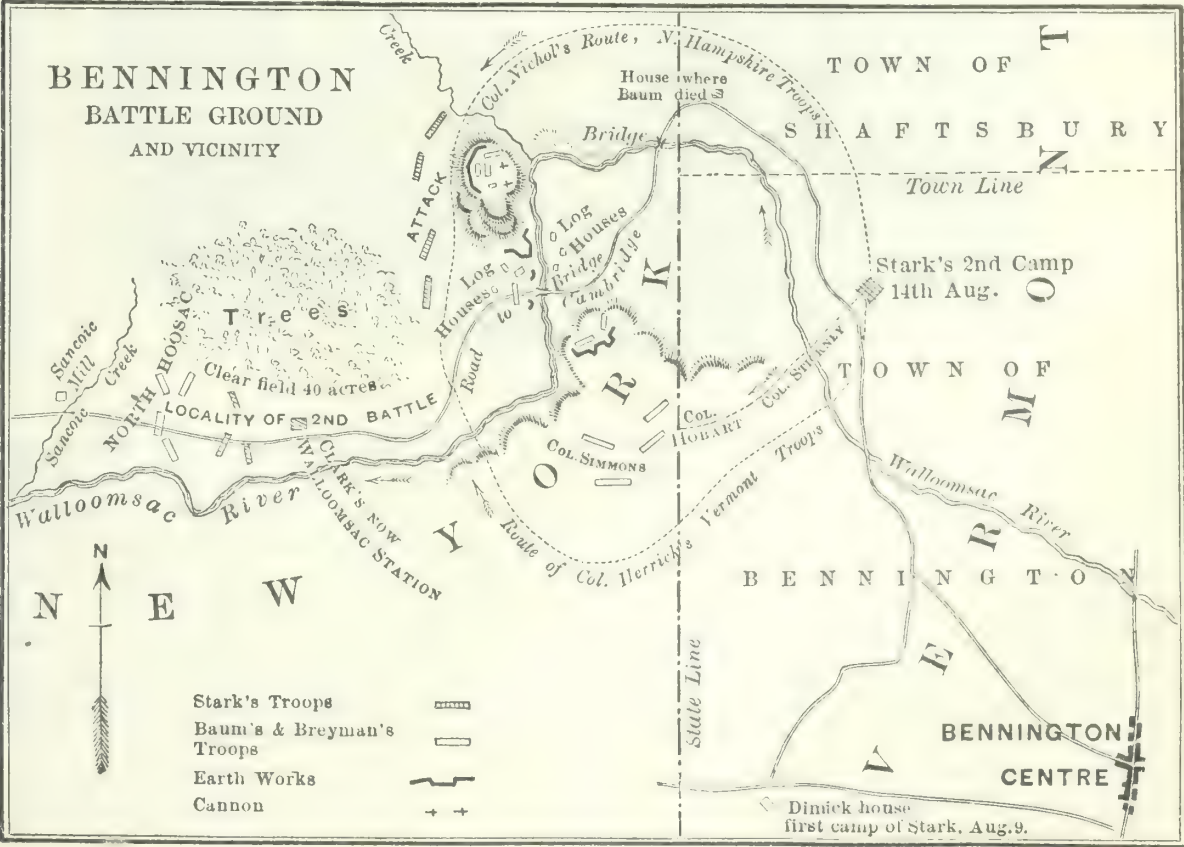 BENNINGTON
BATTLE GROUND
AND VICINITY
Creek
Col. Nichol's Route, N. Hampshire Troops
House where
Baum died
Bridge
TOWN OF
SHAFTSBURY
Town Line
ATTACK
Log
Houses
Bridge
Log
Houses
Road to Cambridge
Trees
Stark's 2nd Camp
14th Aug.
TOWN OF
BENNINGTON
Sancoic
Mill
Sancoic Creek
NORTH HOOSAC
Clear field 40 acres
LOCALITY OF 2ND BATTLE
CLARK'S NOW
WALLOOMSAC STATION
Walloomsac River
COL.
HOBART
COL. SIMMONS
Route of Col. Herrick's Vermont Troops
Walloomsac River
NEW YORK
VERMONT
N
State Line
Stark's Troops
Baum's & Breyman's
Troops
Earth Works
Cannon
BENNINGTON
CENTRE
Dimick house
first camp of Stark, Aug. 9.